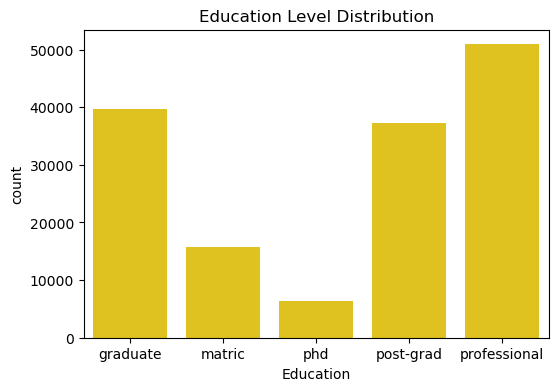 Education Level Distribution
50000
40000
30000
20000
10000
0
count
graduate matric phd post-grad professional
Education